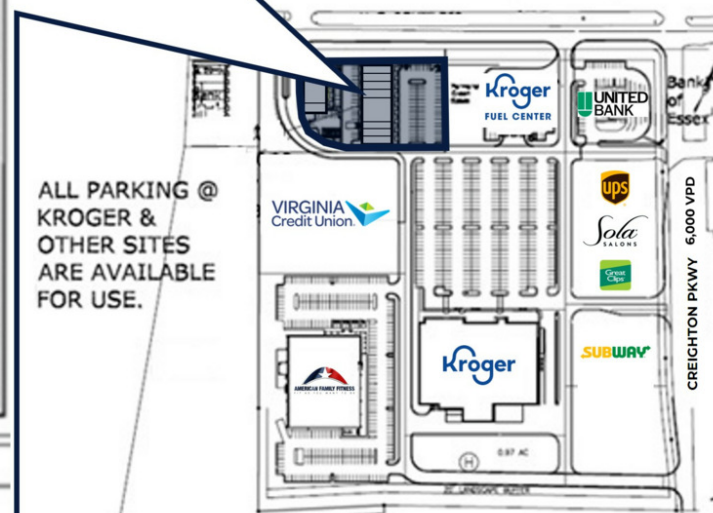 Kroger
FUEL CENTER
UNITED
BANK
Bank
of
Essex
ALL PARKING @
KROGER &
OTHER SITES
ARE AVAILABLE
FOR USE.
VIRGINIA
Credit Union
ups
Sola
SALONS
Great
Clips
CREIGHTON PKWY 6,000 VPD
AMERICAN FAMILY FITNESS
Kroger
SUBWAY
H
0.97 AC
LANDSCAPE BUFFER